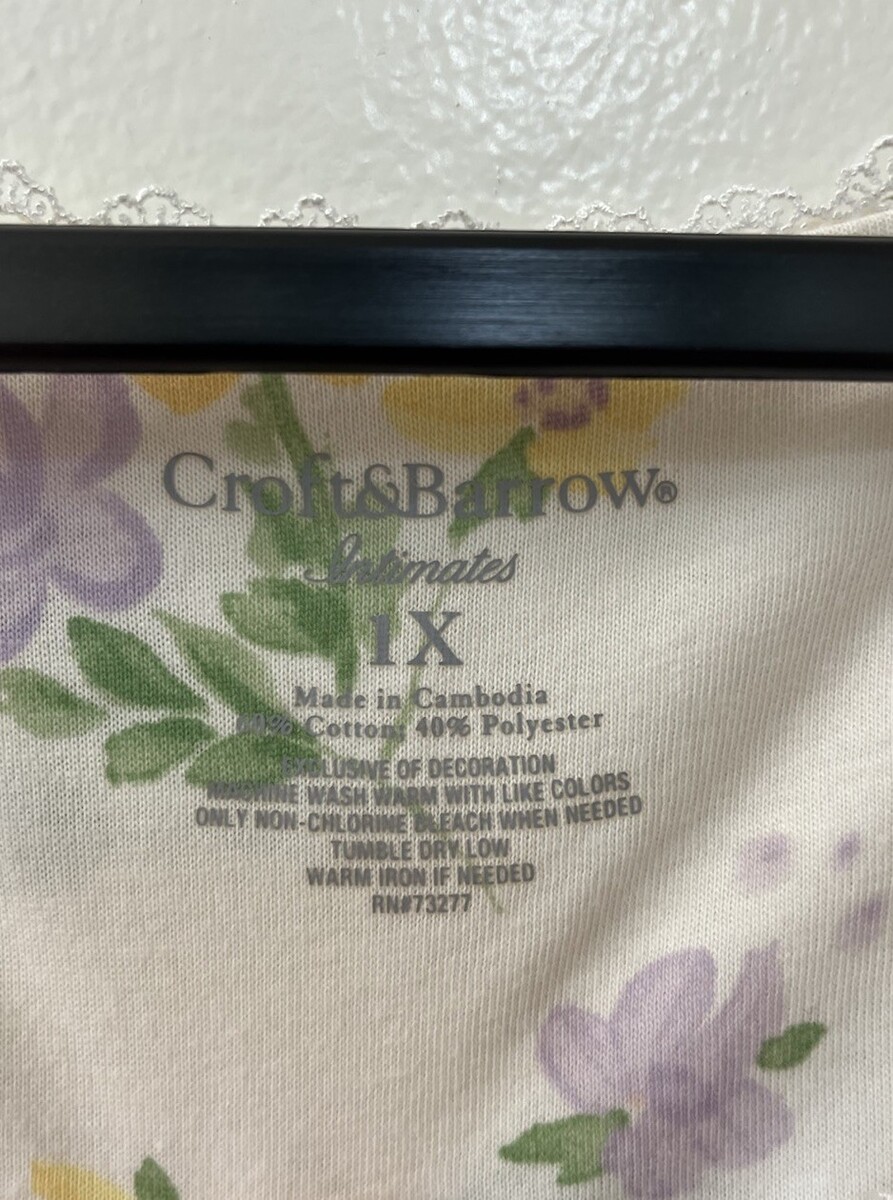 Croft&Barrow®
Intimates
1X
Made in Cambodia
60% Cotton; 40% Polyester
EXCLUSIVE OF DECORATION
MACHINE WASH WARM WITH LIKE COLORS
ONLY NON-CHLORINE BLEACH WHEN NEEDED
TUMBLE DRY LOW
WARM IRON IF NEEDED
RN#73277